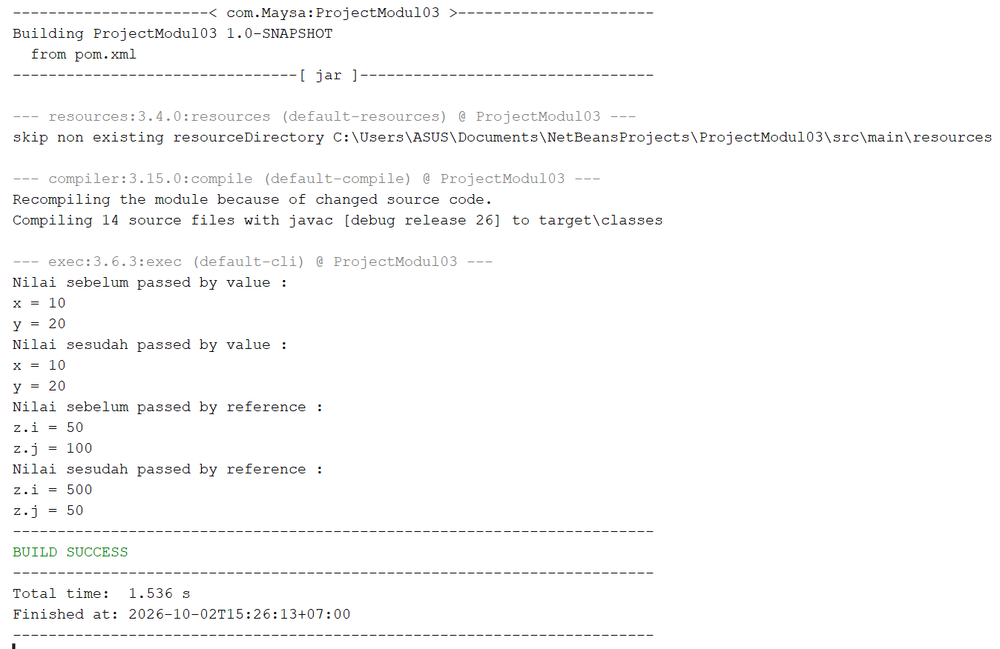 ----------------------< com.Maysa:ProjectModul03 >----------------------
Building ProjectModul03 1.0-SNAPSHOT
  from pom.xml
--------------------------------[ jar ]---------------------------------
--- resources:3.4.0:resources (default-resources) @ ProjectModul03 ---
skip non existing resourceDirectory C:\Users\ASUS\Documents\NetBeansProjects\ProjectModul03\src\main\resources
--- compiler:3.15.0:compile (default-compile) @ ProjectModul03 ---
Recompiling the module because of changed source code.
Compiling 14 source files with javac [debug release 26] to target\classes
--- exec:3.6.3:exec (default-cli) @ ProjectModul03 ---
Nilai sebelum passed by value :
x = 10
y = 20
Nilai sesudah passed by value :
x = 10
y = 20
Nilai sebelum passed by reference :
z.i = 50
z.j = 100
Nilai sesudah passed by reference :
z.i = 500
z.j = 50
------------------------------------------------------------------------
BUILD SUCCESS
------------------------------------------------------------------------
Total time:  1.536 s
Finished at: 2026-10-02T15:26:13+07:00
------------------------------------------------------------------------